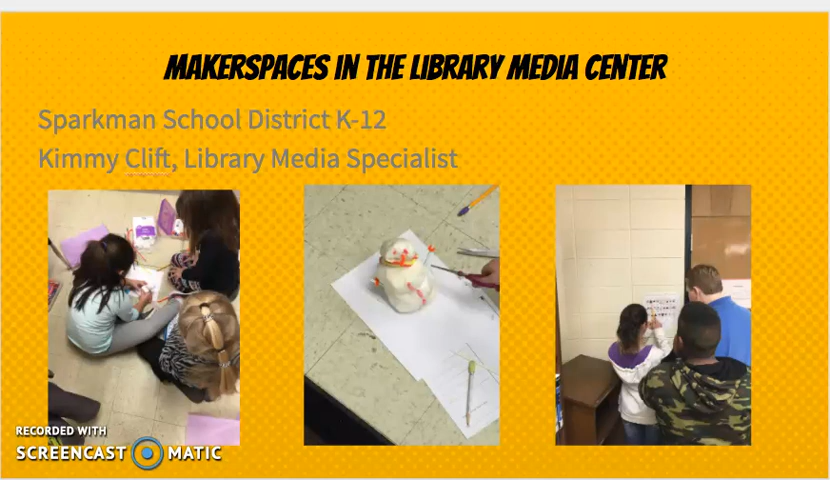 MAKERSPACES IN THE LIBRARY MEDIA CENTER
Sparkman School District K-12
Kimmy Clift, Library Media Specialist
RECORDED WITH
SCREENCAST MATIC